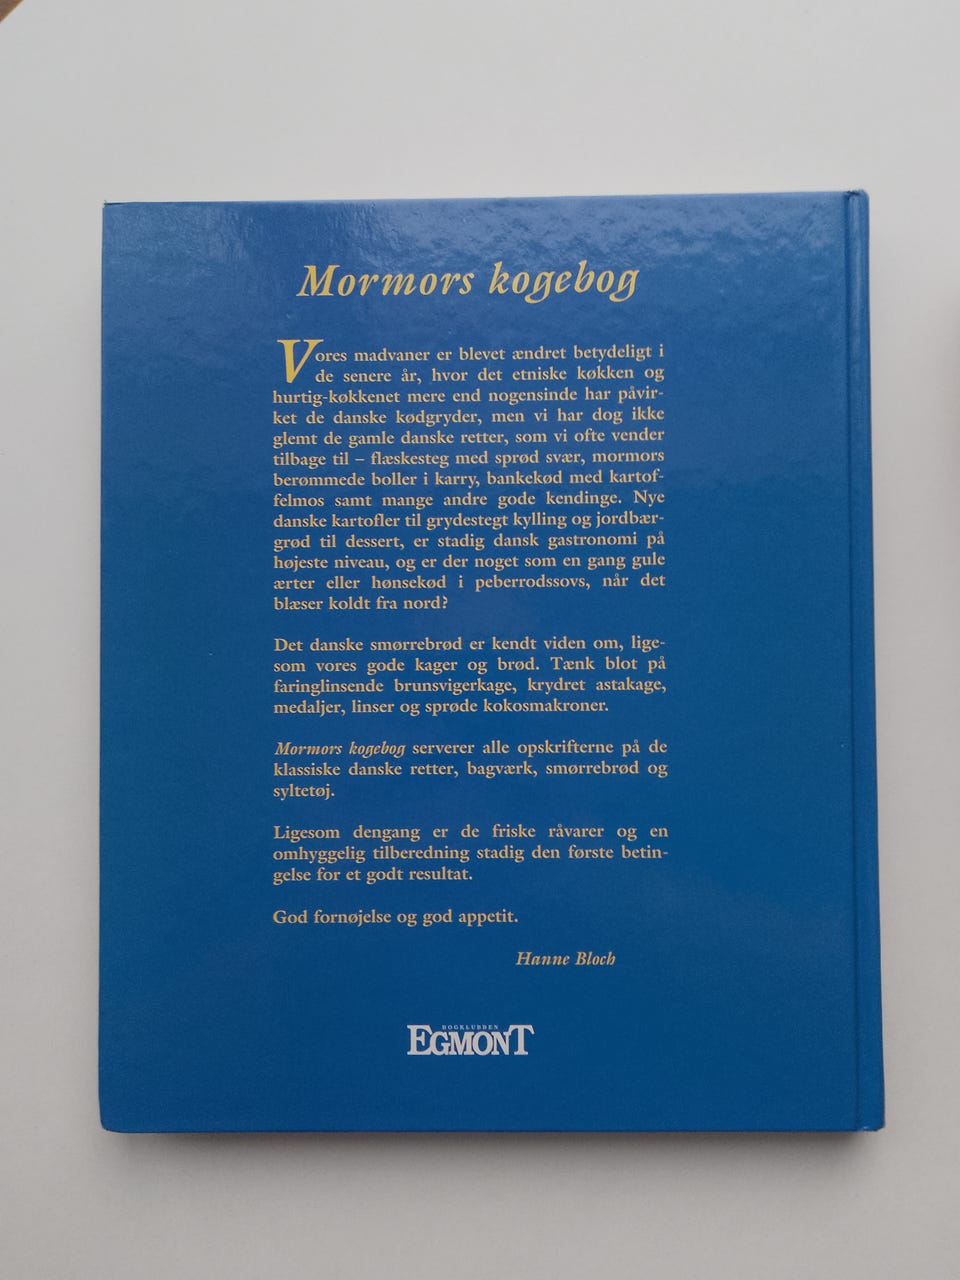 Mormors kogebog
Vores madvaner er blevet ændret betydeligt i
de senere år, hvor det etniske køkken og
hurtig-køkkenet mere end nogensinde har påvir-
ket de danske kødgryder, men vi har dog ikke
glemt de gamle danske retter, som vi ofte vender
tilbage til – flæskesteg med sprød svær, mormors
berømmede boller i karry, bankekød med kartof-
felmos samt mange andre gode kendinge. Nye
danske kartofler til grydestegt kylling og jordbær-
grød til dessert, er stadig dansk gastronomi på
højeste niveau, og er der noget som en gang gule
ærter eller hønsekød i peberrodssovs, når det
blæser koldt fra nord?
Det danske smørrebrød er kendt viden om, lige-
som vores gode kager og brød. Tænk blot på
faringlinsende brunsvigerkage, krydret astakage,
medaljer, linser og sprøde kokosmakroner.
Mormors kogebog serverer alle opskrifterne på de
klassiske danske retter, bagværk, smørrebrød og
syltetøj.
Ligesom dengang er de friske råvarer og en
omhyggelig tilberedning stadig den første betin-
gelse for et godt resultat.
God fornøjelse og god appetit.
Hanne Bloch
BOGKLUBBEN
EGMONT